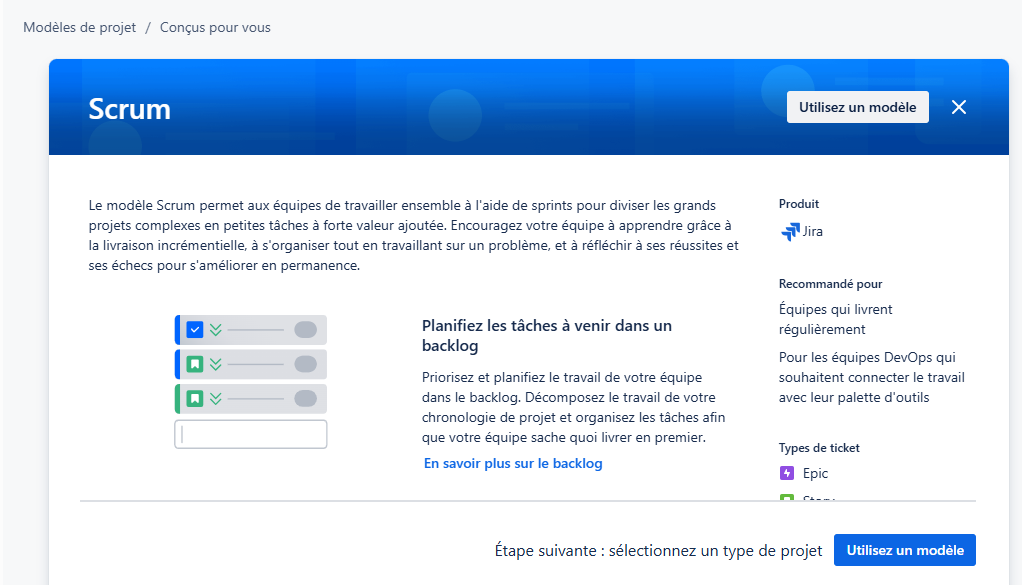 Modèles de projet / Conçus pour vous
Scrum
Utilisez un modèle
Le modèle Scrum permet aux équipes de travailler ensemble à l'aide de sprints pour diviser les grands
projets complexes en petites tâches à forte valeur ajoutée. Encouragez votre équipe à apprendre grâce à
la livraison incrémentielle, à s'organiser tout en travaillant sur un problème, et à réfléchir à ses réussites et
ses échecs pour s'améliorer en permanence.
Planifiez les tâches à venir dans un
backlog
Priorisez et planifiez le travail de votre équipe
dans le backlog. Décomposez le travail de votre
chronologie de projet et organisez les tâches afin
que votre équipe sache quoi livrer en premier.
En savoir plus sur le backlog
Produit
Jira
Recommandé pour
Équipes qui livrent
régulièrement
Pour les équipes DevOps qui
souhaitent connecter le travail
avec leur palette d'outils
Types de ticket
Epic
Story
Étape suivante : sélectionnez un type de projet
Utilisez un modèle